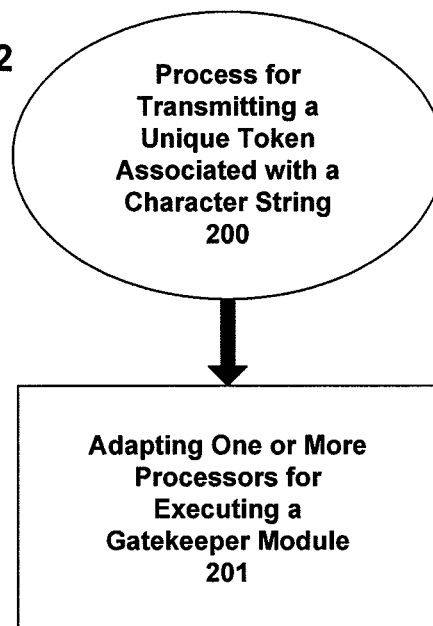 2
Process for
Transmitting a
Unique Token
Associated with a
Character String
200
Adapting One or More
Processors for
Executing a
Gatekeeper Module
201